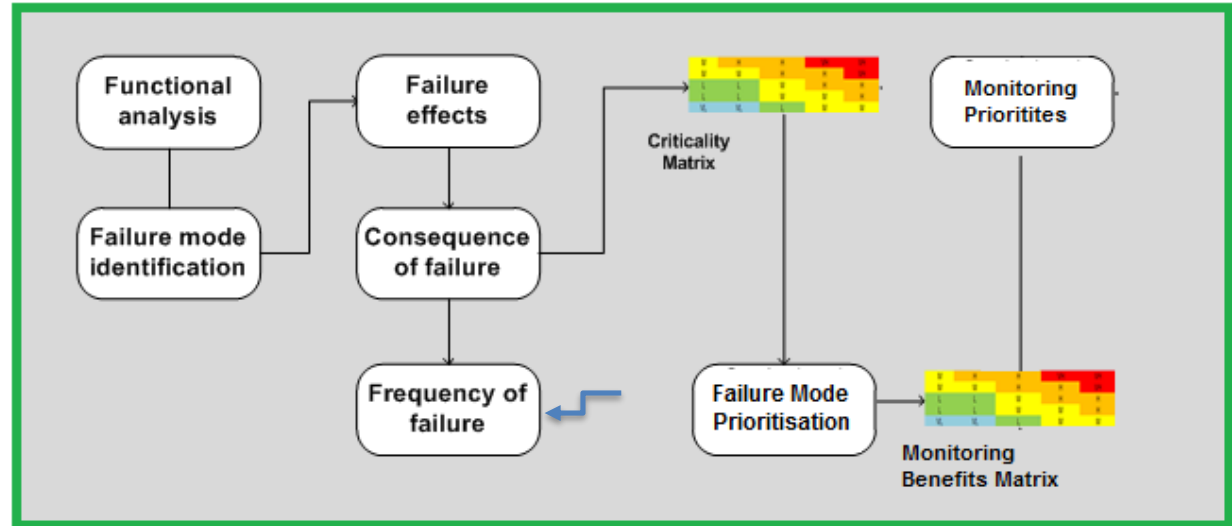 Functional
analysis
Failure mode
identification
Failure
effects
Consequence
of failure
Frequency of
failure
Criticality
Matrix
Failure Mode
Prioritisation
Monitoring
Benefits Matrix
Monitoring
Prioritites